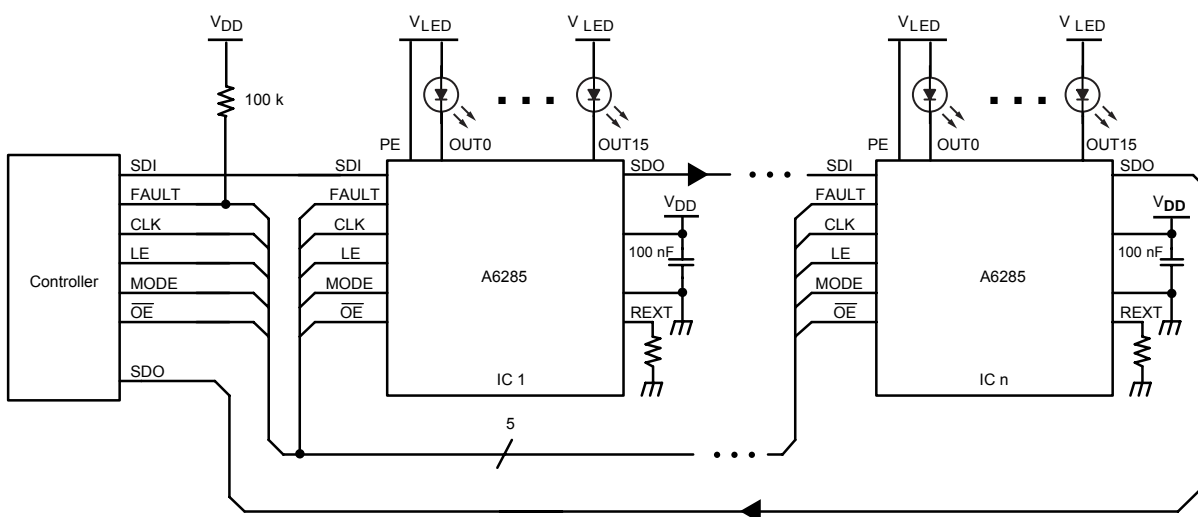 VDD
100 k
VLED
V LED
PE
OUT0
OUT15
VLED
V LED
PE
OUT0
OUT15
Controller
SDI
FAULT
CLK
LE
MODE
OE
SDO
SDI
FAULT
CLK
LE
MODE
OE
A6285
IC 1
SDO
VDD
100 nF
REXT
SDI
FAULT
CLK
LE
MODE
OE
A6285
IC n
SDO
VDD
100 nF
REXT
5